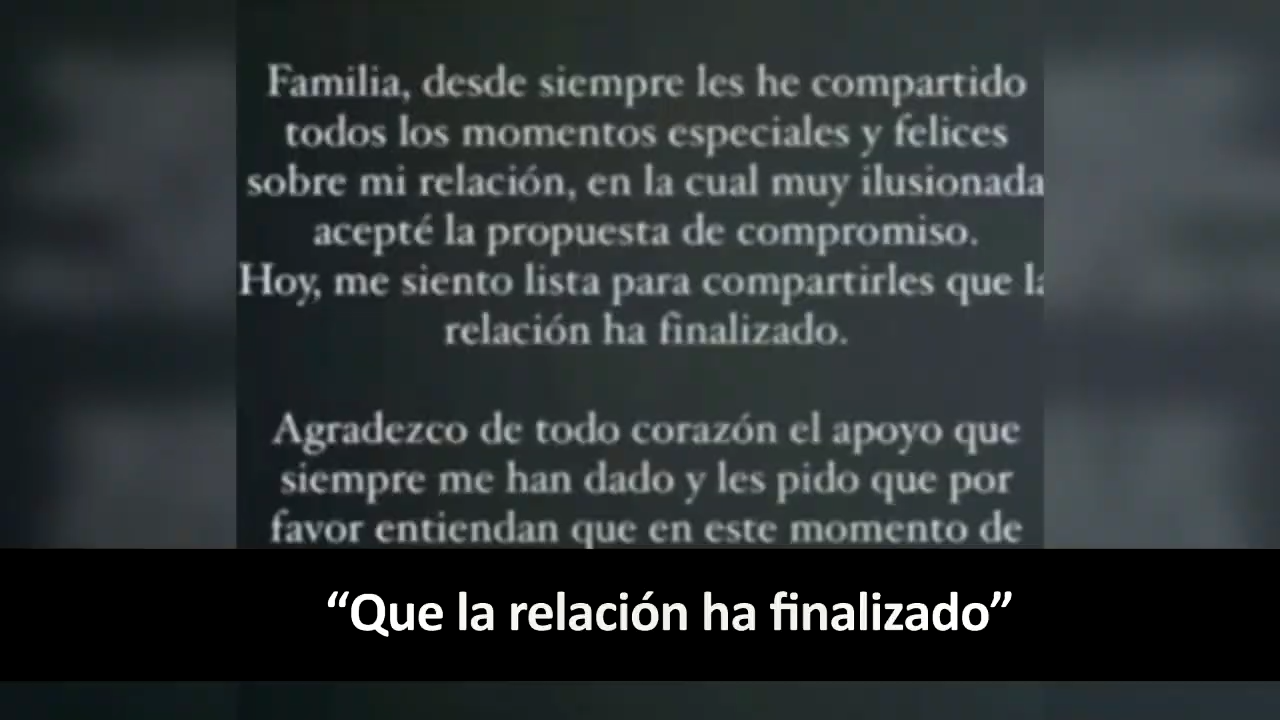 Familia, desde siempre les he compartido
todos los momentos especiales y felices
sobre mi relación, en la cual muy ilusionada
acepté la propuesta de compromiso.
Hoy, me siento lista para compartirles que la
relación ha finalizado.
Agradezco de todo corazón el apoyo que
siempre me han dado y les pido que por
favor entiendan que en este momento de
“Que la relación ha finalizado”